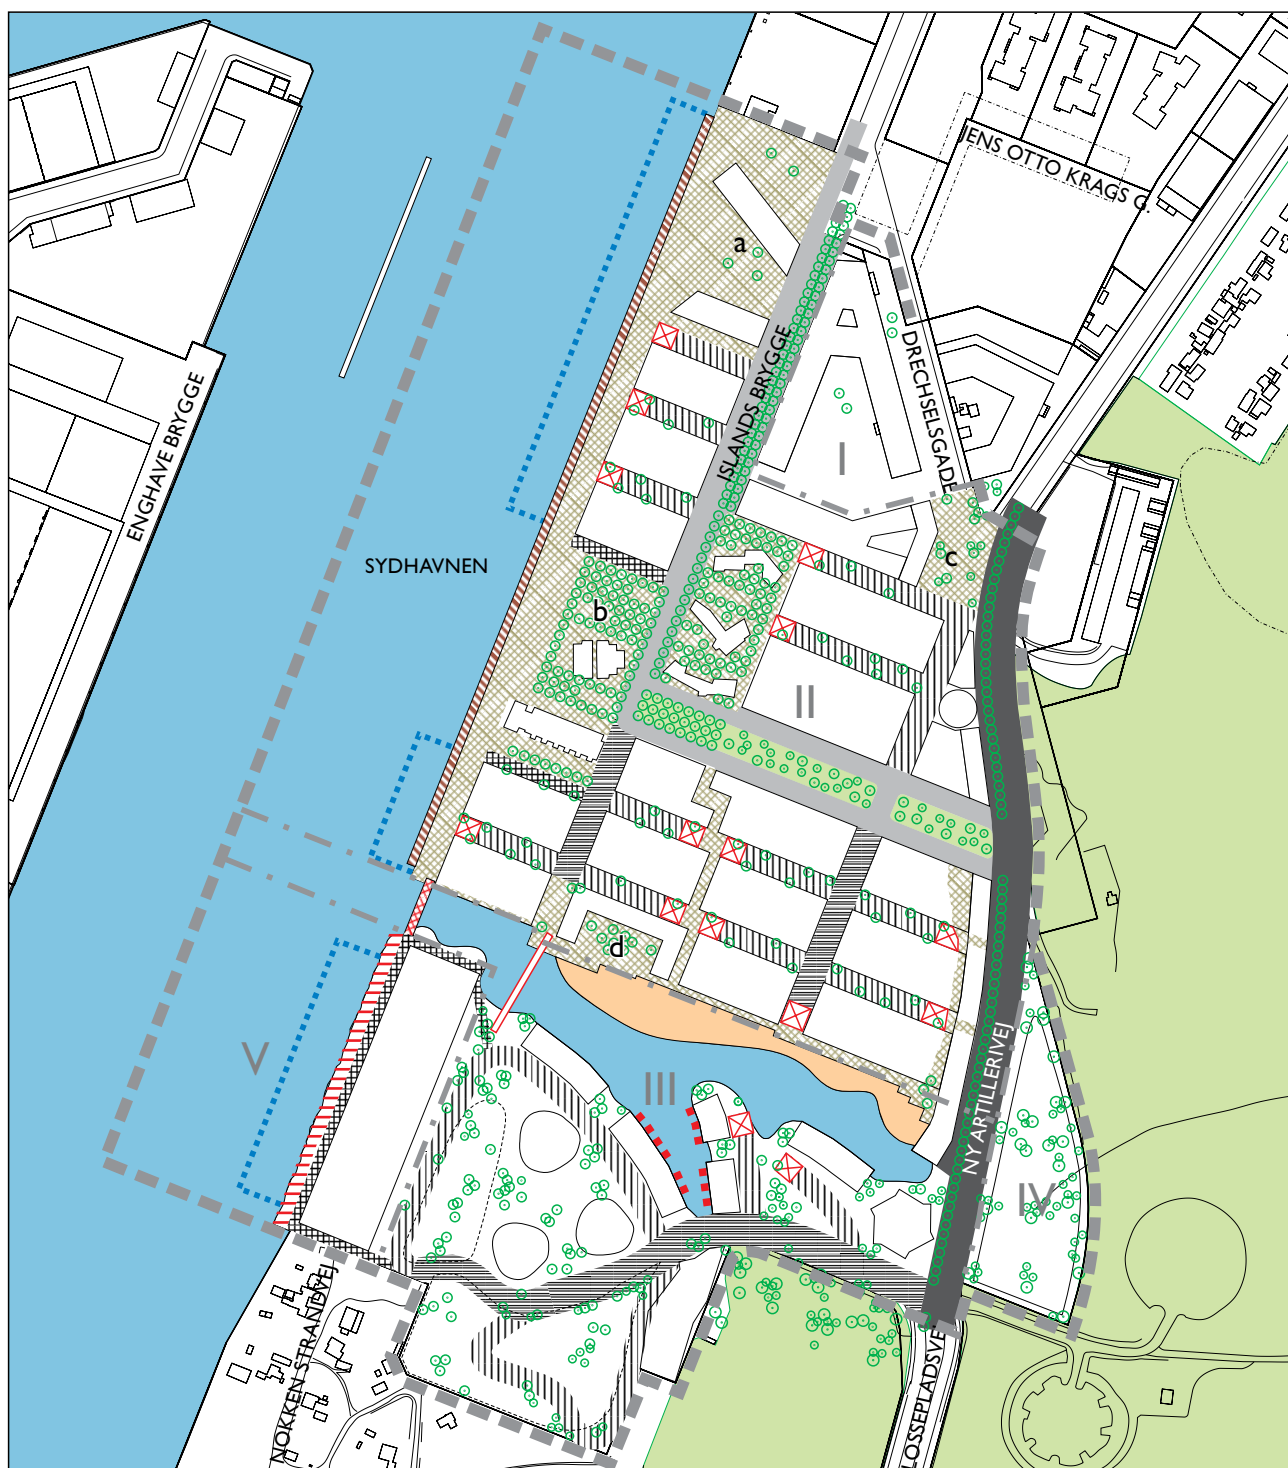 JENS OTTO KRAGS G.
a
ISLANDS BRYGGE
DRECHSELSGADE
ENGHAVE BRYGGE
I
SYDHAVNEN
c
b
II
d
V
III
NY ARTILLERIVEJ
IV
NOKKEN STRANDVEJ
LOSSEPLADSVEJ